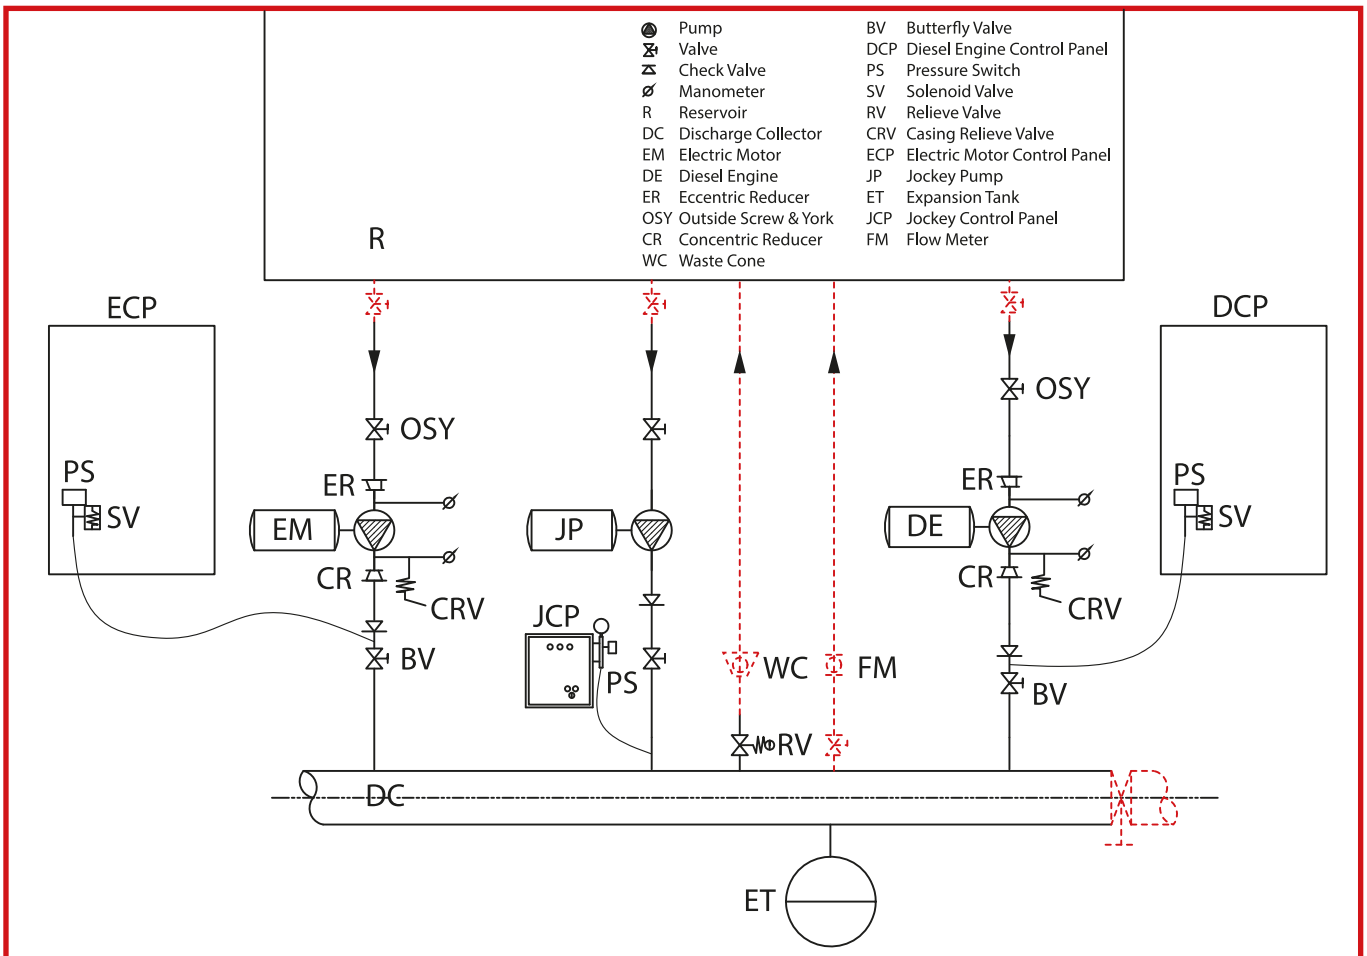 Pump
Valve
Check Valve
Manometer
R Reservoir
DC Discharge Collector
EM Electric Motor
DE Diesel Engine
ER Eccentric Reducer
OSY Outside Screw & York
CR Concentric Reducer
WC Waste Cone
BV Butterfly Valve
DCP Diesel Engine Control Panel
PS Pressure Switch
SV Solenoid Valve
RV Relieve Valve
CRV Casing Relieve Valve
ECP Electric Motor Control Panel
JP Jockey Pump
ET Expansion Tank
JCP Jockey Control Panel
FM Flow Meter
R
ECP
DCP
OSY
OSY
PS
SV
ER
EM
CR
CRV
BV
JP
JCP
PS
WC
FM
RV
ER
DE
CR
CRV
BV
PS
SV
DC
ET